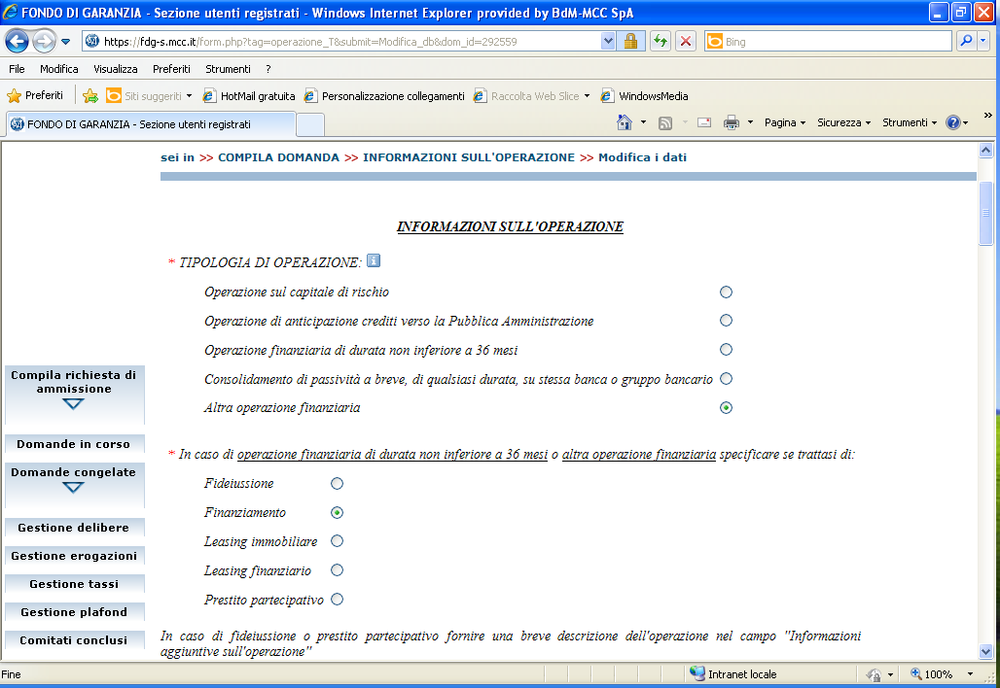 FONDO DI GARANZIA - Sezione utenti registrati - Windows Internet Explorer provided by BdM-MCC SpA
https://fdg-s.mcc.it/form.php?tag=operazione_T&submit=Modifica_db&dom_id=292559
Bing
File Modifica Visualizza Preferiti Strumenti ?
Preferiti Siti suggeriti HotMail gratuita Personalizzazione collegamenti Raccolta Web Slice WindowsMedia
FONDO DI GARANZIA - Sezione utenti registrati
Pagina Sicurezza Strumenti »
sei in >> COMPILA DOMANDA >> INFORMAZIONI SULL'OPERAZIONE >> Modifica i dati
INFORMAZIONI SULL'OPERAZIONE
* TIPOLOGIA DI OPERAZIONE:
Operazione sul capitale di rischio
Operazione di anticipazione crediti verso la Pubblica Amministrazione
Operazione finanziaria di durata non inferiore a 36 mesi
Consolidamento di passività a breve, di qualsiasi durata, su stessa banca o gruppo bancario
Altra operazione finanziaria
* In caso di operazione finanziaria di durata non inferiore a 36 mesi o altra operazione finanziaria specificare se trattasi di:
Fideiussione
Finanziamento
Leasing immobiliare
Leasing finanziario
Prestito partecipativo
In caso di fideiussione o prestito partecipativo fornire una breve descrizione dell'operazione nel campo "Informazioni
aggiuntive sull'operazione"
Compila richiesta di
ammissione
Domande in corso
Domande congelate
Gestione delibere
Gestione erogazioni
Gestione tassi
Gestione plafond
Comitati conclusi
Fine
Intranet locale
100%